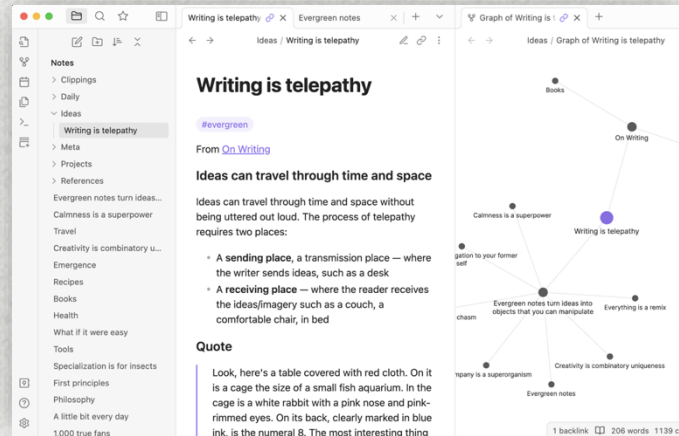 Writing is telepathy
Evergreen notes
Graph of Writing is t
Notes
Clippings
Daily
Ideas
Writing is telepathy
Meta
Projects
References
Evergreen notes turn ideas...
Calmness is a superpower
Travel
Creativity is combinatory u...
Emergence
Recipes
Books
Health
What if it were easy
Tools
Specialization is for insects
First principles
Philosophy
A little bit every day
1,000 true fans
Ideas / Writing is telepathy
Writing is telepathy
#evergreen
From On Writing
Ideas can travel through time and space
Ideas can travel through time and space without
being uttered out loud. The process of telepathy
requires two places:
• A sending place, a transmission place — where
the writer sends ideas, such as a desk
• A receiving place — where the reader receives
the ideas/imagery such as a couch, a
comfortable chair, in bed
Quote
Look, here's a table covered with red cloth. On it
is a cage the size of a small fish aquarium. In the
cage is a white rabbit with a pink nose and pink-
rimmed eyes. On its back, clearly marked in blue
ink, is the numeral 8. The most interesting thing
Ideas / Graph of Writing is telepathy
Books
On Writing
Calmness is a superpower
Writing is telepathy
gation to your former
self
Evergreen notes turn ideas into
objects that you can manipulate
Everything is a remix
chasm
Creativity is combinatory uniqueness
mpany is a superorganism
Evergreen notes
1 backlink 206 words 1139 c